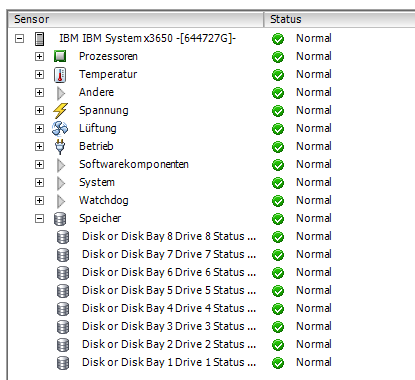 Sensor Status
IBM IBM System x3650 -[644727G]- Normal
Prozessoren Normal
Temperatur Normal
Andere Normal
Spannung Normal
Lüftung Normal
Betrieb Normal
Softwarekomponenten Normal
System Normal
Watchdog Normal
Speicher Normal
Disk or Disk Bay 8 Drive 8 Status ... Normal
Disk or Disk Bay 7 Drive 7 Status ... Normal
Disk or Disk Bay 6 Drive 6 Status ... Normal
Disk or Disk Bay 5 Drive 5 Status ... Normal
Disk or Disk Bay 4 Drive 4 Status ... Normal
Disk or Disk Bay 3 Drive 3 Status ... Normal
Disk or Disk Bay 2 Drive 2 Status ... Normal
Disk or Disk Bay 1 Drive 1 Status ... Normal